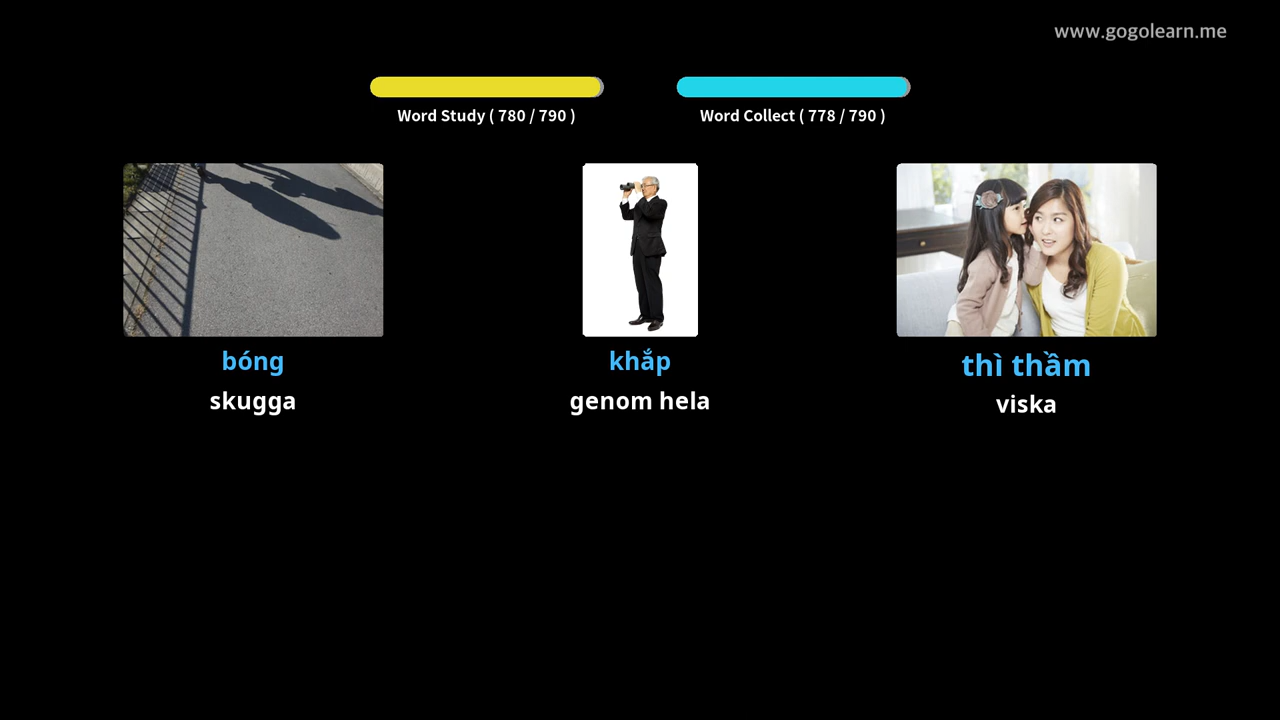 www.gogolearn.me
Word Study ( 780 / 790 )
Word Collect ( 778 / 790 )
bóng
khắp
thì thầm
skugga
genom hela
viska